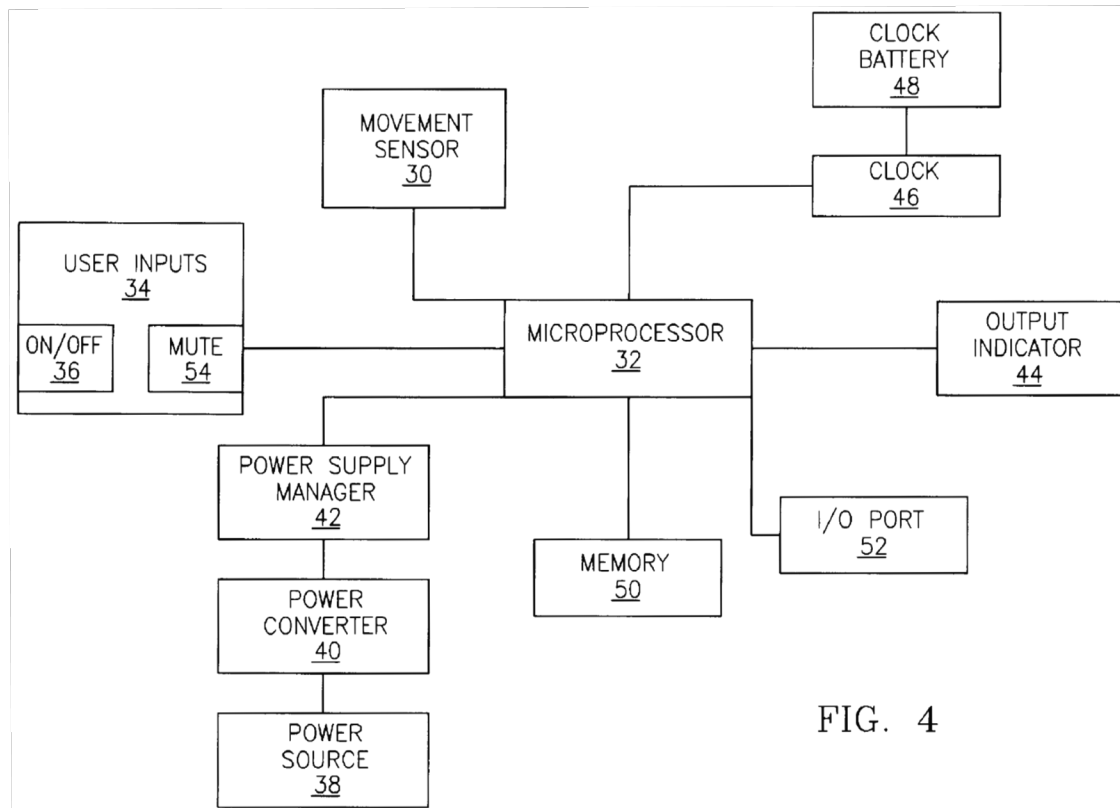 CLOCK
BATTERY
48
MOVEMENT
SENSOR
30
CLOCK
46
USER INPUTS
34
ON/OFF
36
MUTE
54
MICROPROCESSOR
32
OUTPUT
INDICATOR
44
POWER SUPPLY
MANAGER
42
I/O PORT
52
MEMORY
50
POWER
CONVERTER
40
POWER
SOURCE
38
FIG. 4